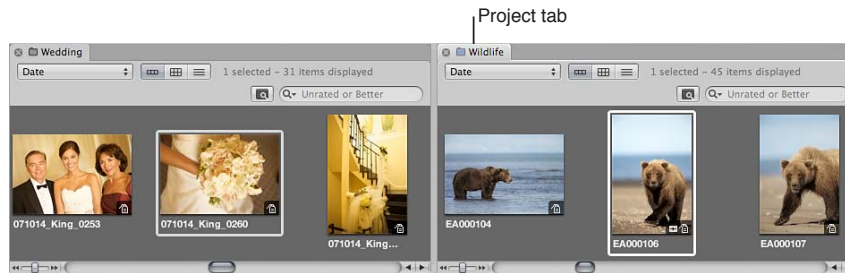 Project tab
Wedding
Date
1 selected – 31 items displayed
Unrated or Better
071014_King_0253
071014_King_0260
071014_King...
Wildlife
Date
1 selected – 45 items displayed
Unrated or Better
EA000104
EA000106
EA000107